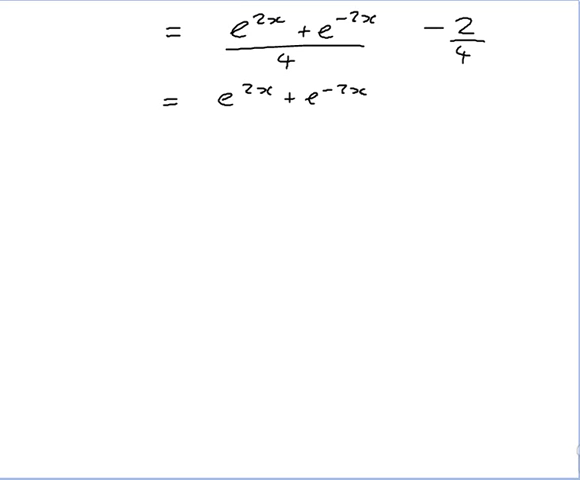 = (e^{2x} + e^{-2x})/4 - 2/4
= e^{2x} + e^{-2x}